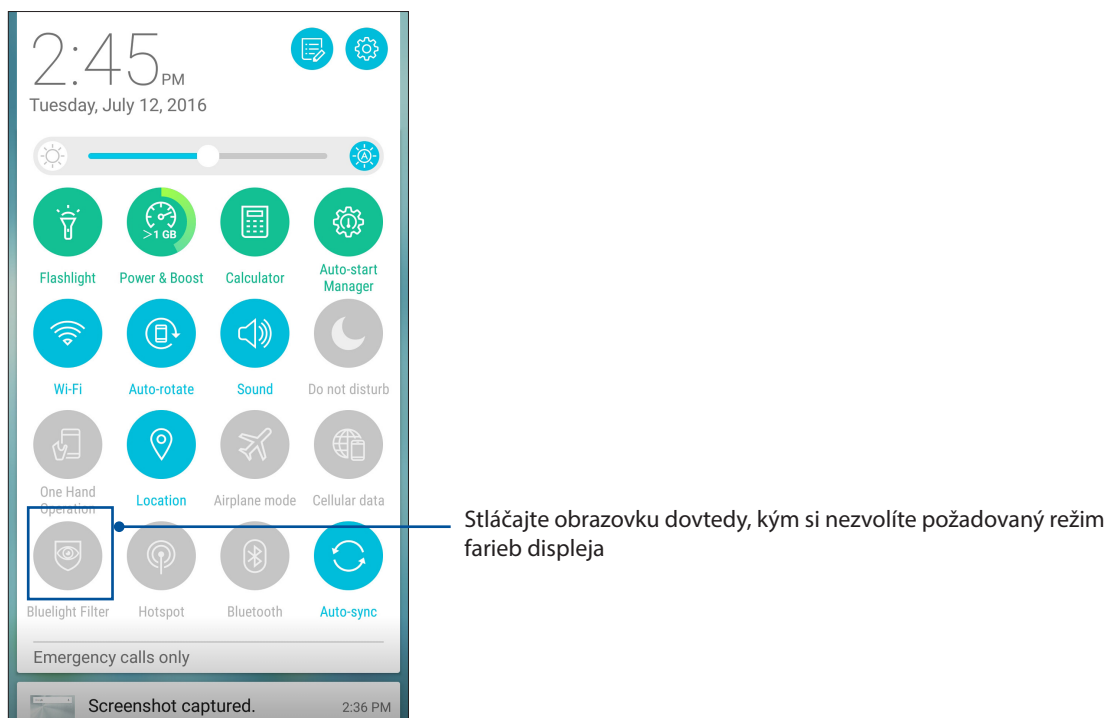 2:45 PM
Tuesday, July 12, 2016
A
>1 GB
Flashlight
Power & Boost
Calculator
Auto-start
Manager
Wi-Fi
Auto-rotate
Sound
Do not disturb
One Hand
Operation
Location
Airplane mode
Cellular data
Stláčajte obrazovku dovtedy, kým si nezvolíte požadovaný režim
farieb displeja
Bluelight Filter
Hotspot
Bluetooth
Auto-sync
Emergency calls only
Screenshot captured.
2:36 PM